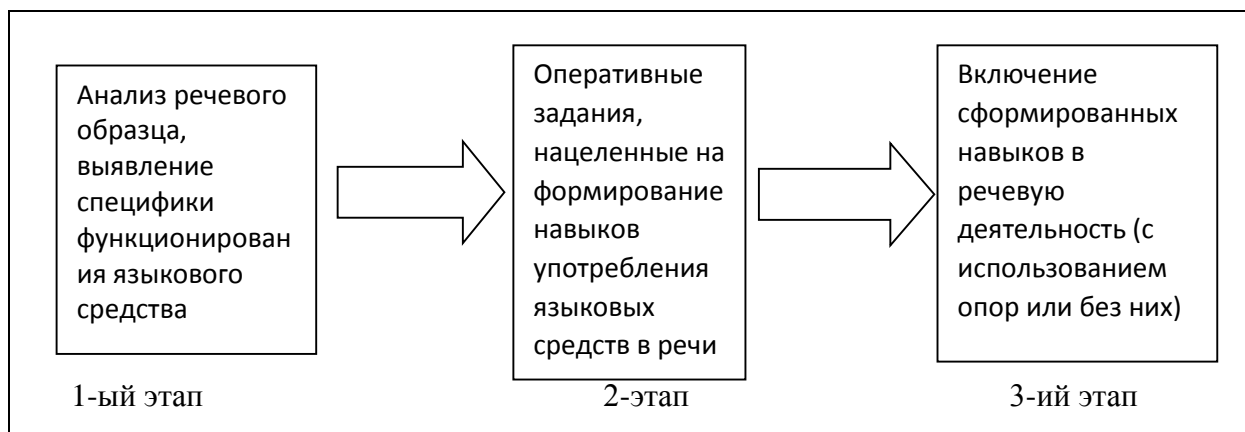 Анализ речевого
образца,
выявление
специфики
функционирован
ия языкового
средства
Оперативные
задания,
нацеленные на
формирование
навыков
употребления
языковых
средств в речи
Включение
сформированных
навыков в
речевую
деятельность (с
использованием
опор или без них)
1-ый этап
2-этап
3-ий этап